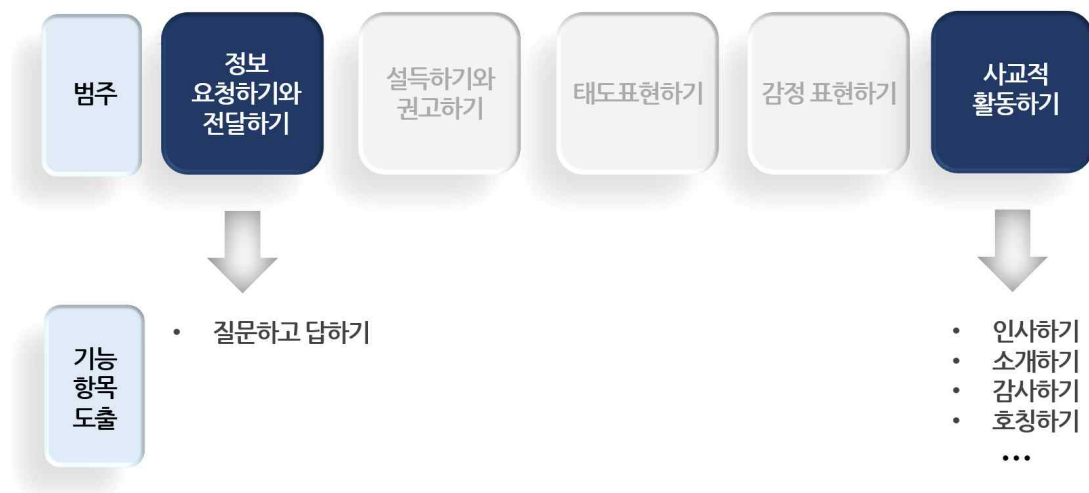 범주
정보
요청하기와
전달하기
설득하기와
권고하기
태도표현하기
감정 표현하기
사교적
활동하기
기능
항목
도출
• 질문하고 답하기
• 인사하기
• 소개하기
• 감사하기
• 호칭하기
…